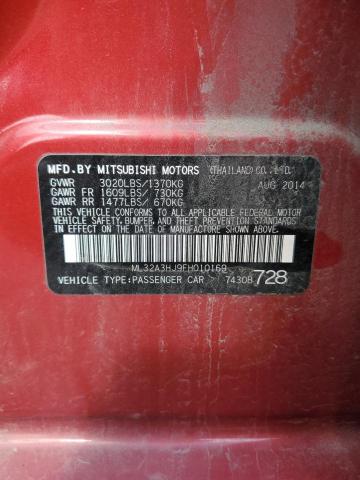 MFD.BY MITSUBISHI MOTORS (THAILAND) CO.,LTD.
GVWR 3020LBS/1370KG AUG 2014
GAWR FR 1609LBS/ 730KG
GAWR RR 1477LBS/ 670KG
THIS VEHICLE CONFORMS TO ALL APPLICABLE FEDERAL MOTOR
VEHICLE SAFETY, BUMPER, AND THEFT PREVENTION STANDARDS
IN EFFECT ON THE DATE OF MANUFACTURE SHOWN ABOVE.
ML32A3HJ9FH010169
VEHICLE TYPE:PASSENGER CAR 74308 728